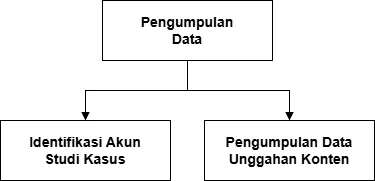 Pengumpulan
Data
Identifikasi Akun
Studi Kasus
Pengumpulan Data
Unggahan Konten